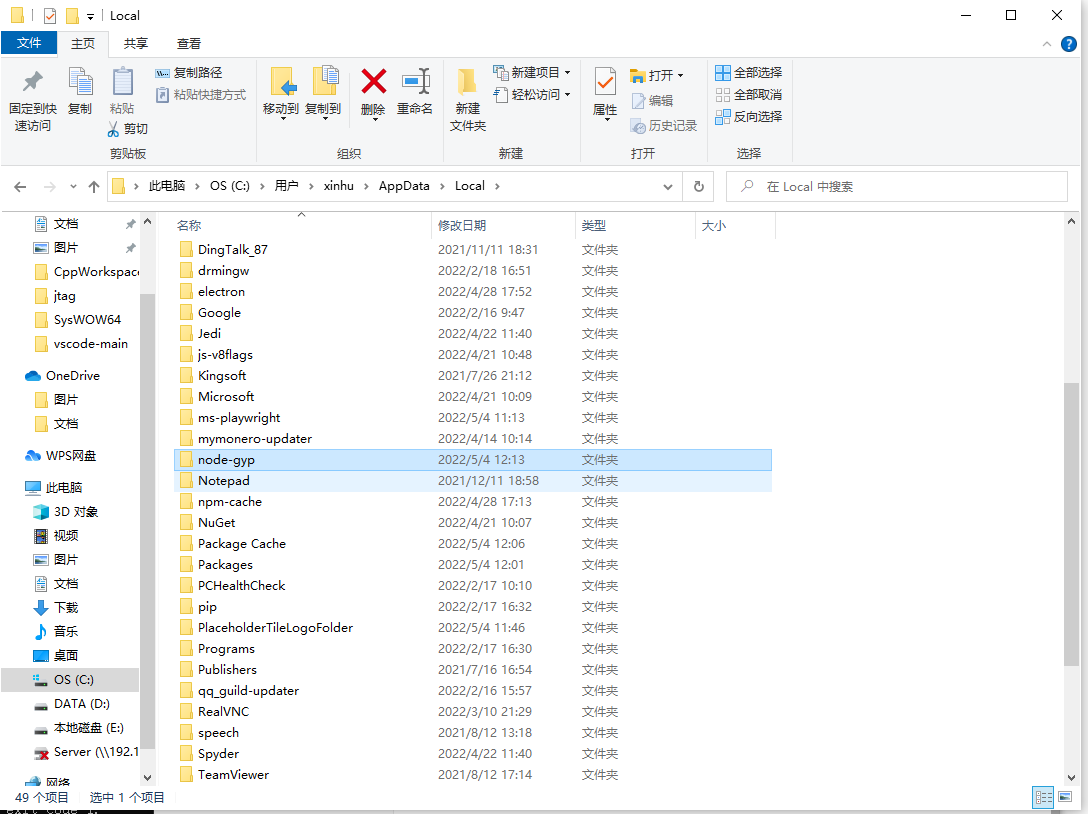 Local
文件 主页 共享 查看
固定到快速访问
复制
粘贴
复制路径
粘贴快捷方式
剪切
剪贴板
移动到 复制到 删除 重命名
组织
新建文件夹
新建项目
轻松访问
新建
属性
打开
编辑
历史记录
打开
全部选择
全部取消
反向选择
选择
此电脑 OS (C:) 用户 xinhu AppData Local
在 Local 中搜索
文档
图片
CppWorkspac
jtag
SysWOW64
vscode-main
OneDrive
图片
文档
WPS网盘
此电脑
3D 对象
视频
图片
文档
下载
音乐
桌面
OS (C:)
DATA (D:)
本地磁盘 (E:)
Server (\\192.1
网络
名称 修改日期 类型 大小
DingTalk_87 2021/11/11 18:31 文件夹
drmingw 2022/2/18 16:51 文件夹
electron 2022/4/28 17:52 文件夹
Google 2022/2/16 9:47 文件夹
Jedi 2022/4/22 11:40 文件夹
js-v8flags 2022/4/21 10:48 文件夹
Kingsoft 2021/7/26 21:12 文件夹
Microsoft 2022/4/21 10:09 文件夹
ms-playwright 2022/5/4 11:13 文件夹
mymonero-updater 2022/4/14 10:14 文件夹
node-gyp 2022/5/4 12:13 文件夹
Notepad 2021/12/11 18:58 文件夹
npm-cache 2022/4/28 17:13 文件夹
NuGet 2022/4/21 10:07 文件夹
Package Cache 2022/5/4 12:06 文件夹
Packages 2022/5/4 12:01 文件夹
PCHealthCheck 2022/2/17 10:10 文件夹
pip 2022/2/17 16:32 文件夹
PlaceholderTileLogoFolder 2022/5/4 11:46 文件夹
Programs 2022/2/17 16:30 文件夹
Publishers 2021/7/16 16:54 文件夹
qq_guild-updater 2022/2/16 15:57 文件夹
RealVNC 2022/3/10 21:29 文件夹
speech 2021/8/12 13:18 文件夹
Spyder 2022/4/22 11:40 文件夹
TeamViewer 2021/8/12 17:14 文件夹
49 个项目 选中 1 个项目